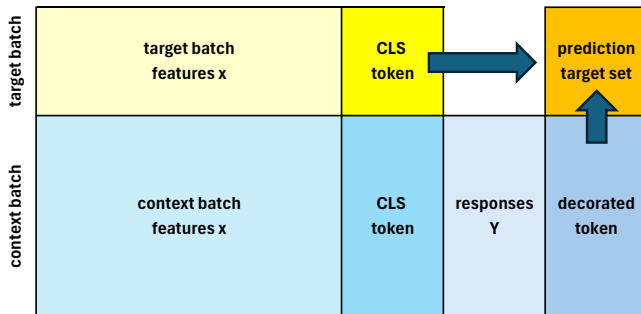 target batch
target batch
features x
CLS
token
prediction
target set
context batch
context batch
features x
CLS
token
responses
Y
decorated
token